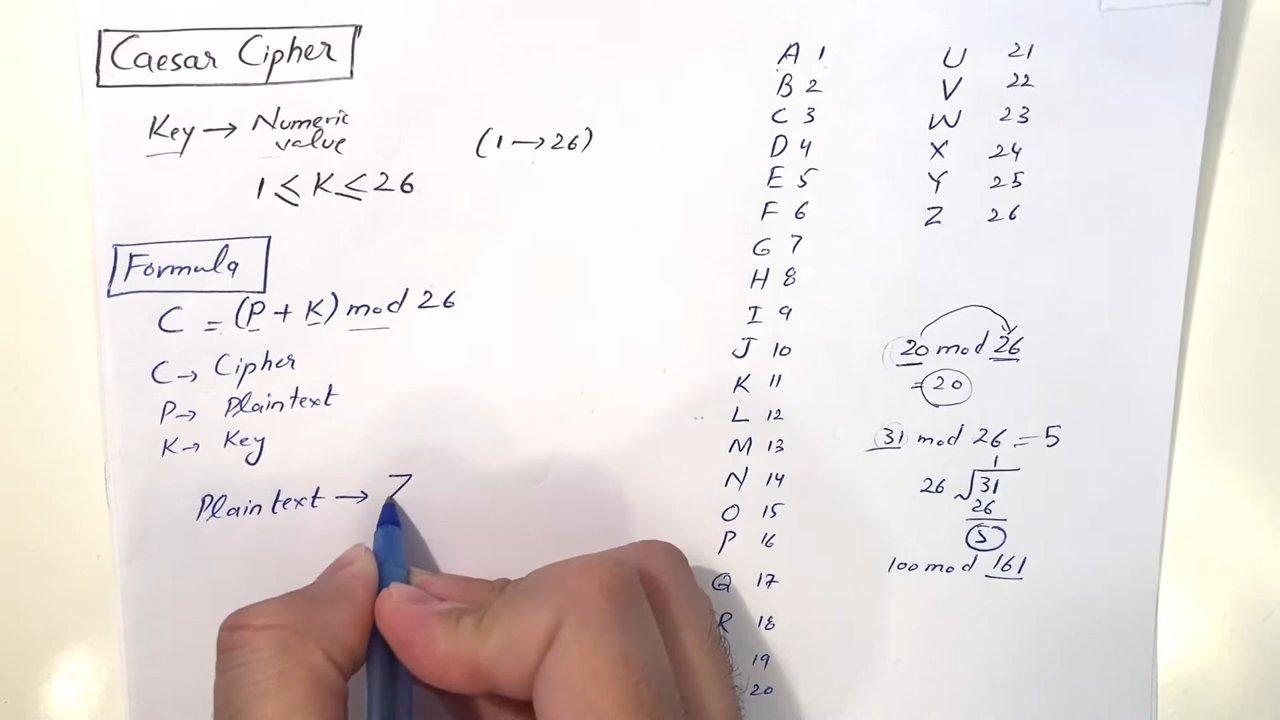 Caesar Cipher
Key → Numeric value
(1 → 26)
1 ≤ K ≤ 26
Formula
C = (P + K) mod 26
C → Cipher
P → Plaintext
K → Key
Plaintext → Z
A 1
B 2
C 3
D 4
E 5
F 6
G 7
H 8
I 9
J 10
K 11
L 12
M 13
N 14
O 15
P 16
Q 17
R 18
19
20
U 21
V 22
W 23
X 24
Y 25
Z 26
20 mod 26
= 20
31 mod 26 = 5
1
26 √31
26
5
100 mod 161